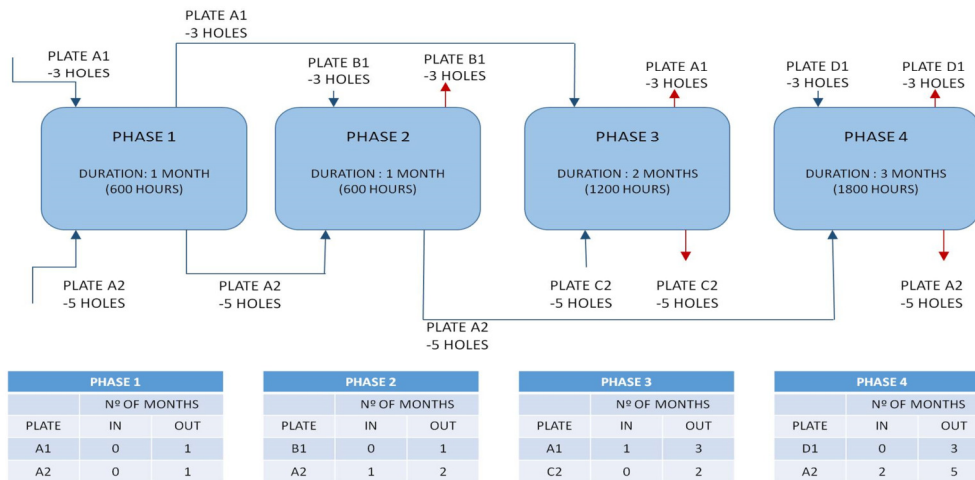 PLATE A1
-3 HOLES
PLATE A1
-3 HOLES
PLATE B1
-3 HOLES
PLATE B1
-3 HOLES
PLATE A1
-3 HOLES
PLATE D1
-3 HOLES
PLATE D1
-3 HOLES
PHASE 1
DURATION: 1 MONTH
(600 HOURS)
PHASE 2
DURATION : 1 MONTH
(600 HOURS)
PHASE 3
DURATION : 2 MONTHS
(1200 HOURS)
PHASE 4
DURATION : 3 MONTHS
(1800 HOURS)
PLATE A2
-5 HOLES
PLATE A2
-5 HOLES
PLATE A2
-5 HOLES
PLATE C2
-5 HOLES
PLATE C2
-5 HOLES
PLATE A2
-5 HOLES
PHASE 1
Nº OF MONTHS
PLATE IN OUT
A1 0 1
A2 0 1
PHASE 2
Nº OF MONTHS
PLATE IN OUT
B1 0 1
A2 1 2
PHASE 3
Nº OF MONTHS
PLATE IN OUT
A1 1 3
C2 0 2
PHASE 4
Nº OF MONTHS
PLATE IN OUT
D1 0 3
A2 2 5